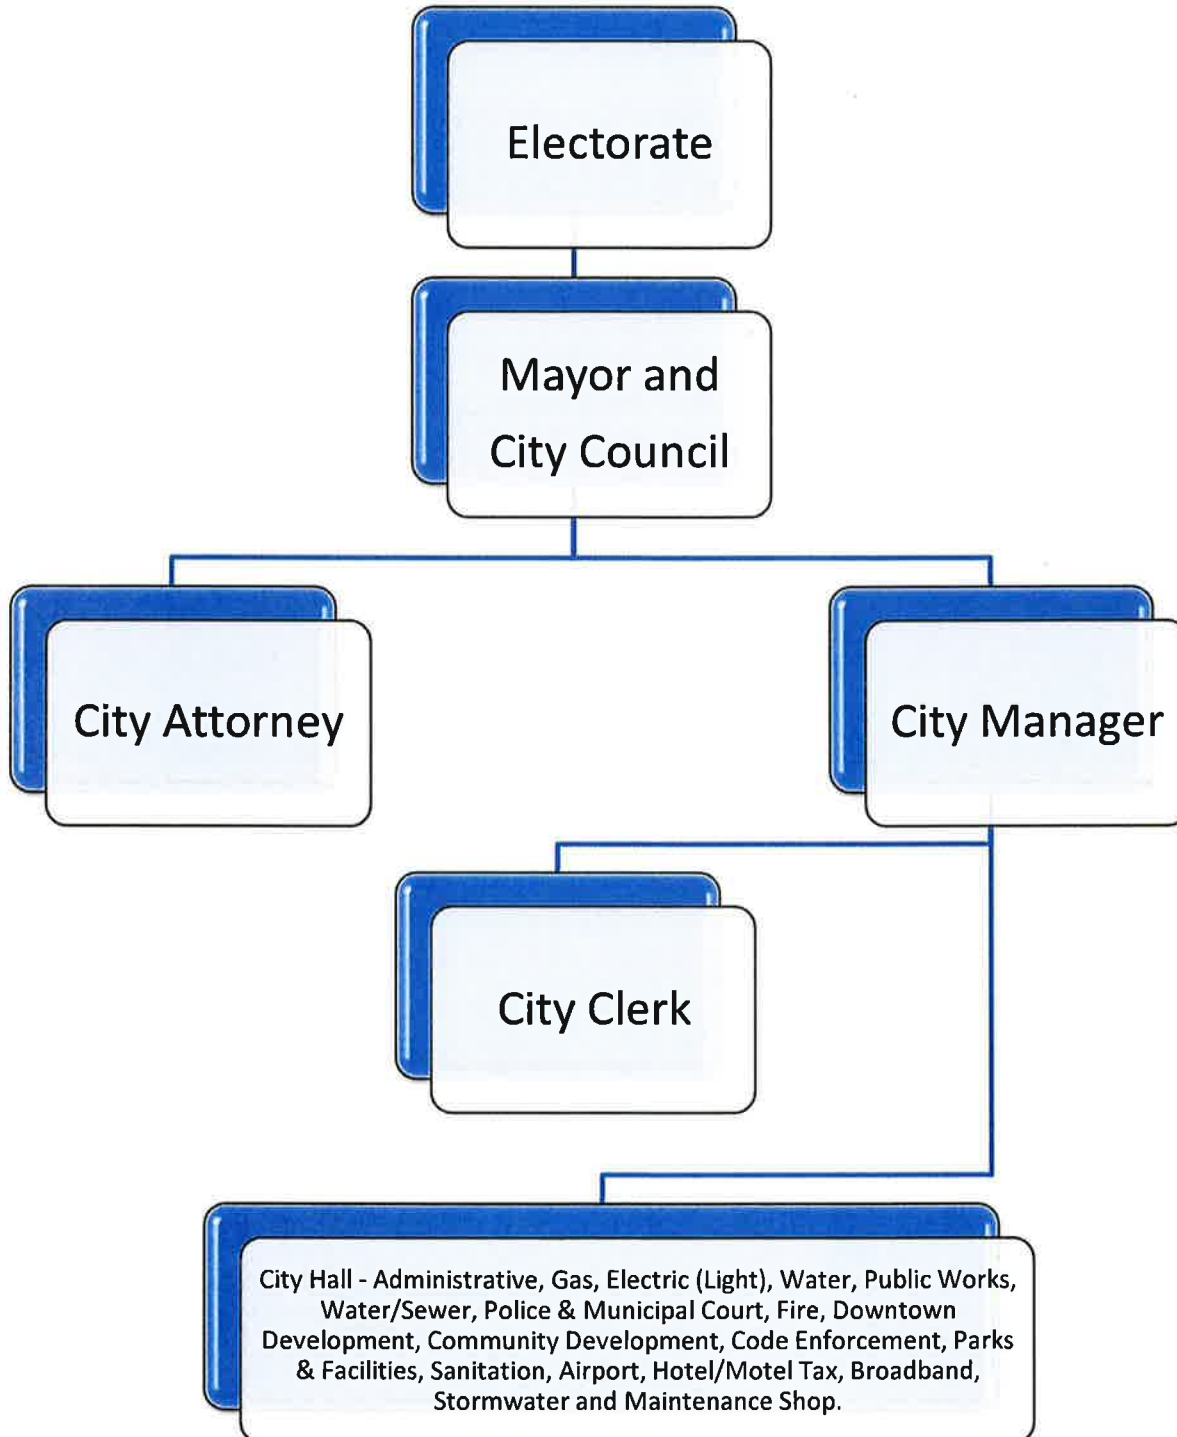 Electorate
Mayor and
City Council
City Attorney
City Manager
City Clerk
City Hall - Administrative, Gas, Electric (Light), Water, Public Works,
Water/Sewer, Police & Municipal Court, Fire, Downtown
Development, Community Development, Code Enforcement, Parks
& Facilities, Sanitation, Airport, Hotel/Motel Tax, Broadband,
Stormwater and Maintenance Shop.